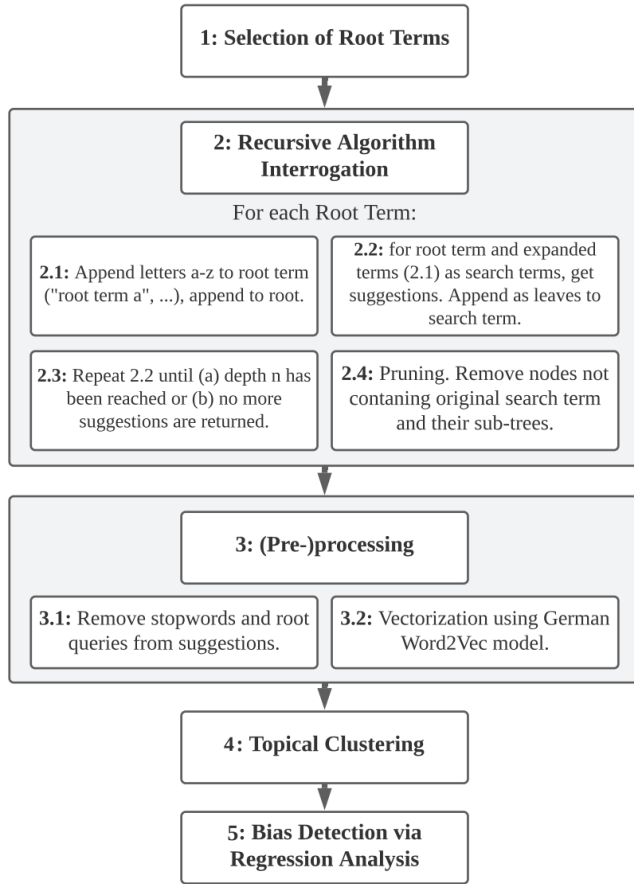 1: Selection of Root Terms
2: Recursive Algorithm
Interrogation
For each Root Term:
2.1: Append letters a-z to root term
("root term a", ...), append to root.
2.2: for root term and expanded
terms (2.1) as search terms, get
suggestions. Append as leaves to
search term.
2.3: Repeat 2.2 until (a) depth n has
been reached or (b) no more
suggestions are returned.
2.4: Pruning. Remove nodes not
contaning original search term
and their sub-trees.
3: (Pre-)processing
3.1: Remove stopwords and root
queries from suggestions.
3.2: Vectorization using German
Word2Vec model.
4: Topical Clustering
5: Bias Detection via
Regression Analysis